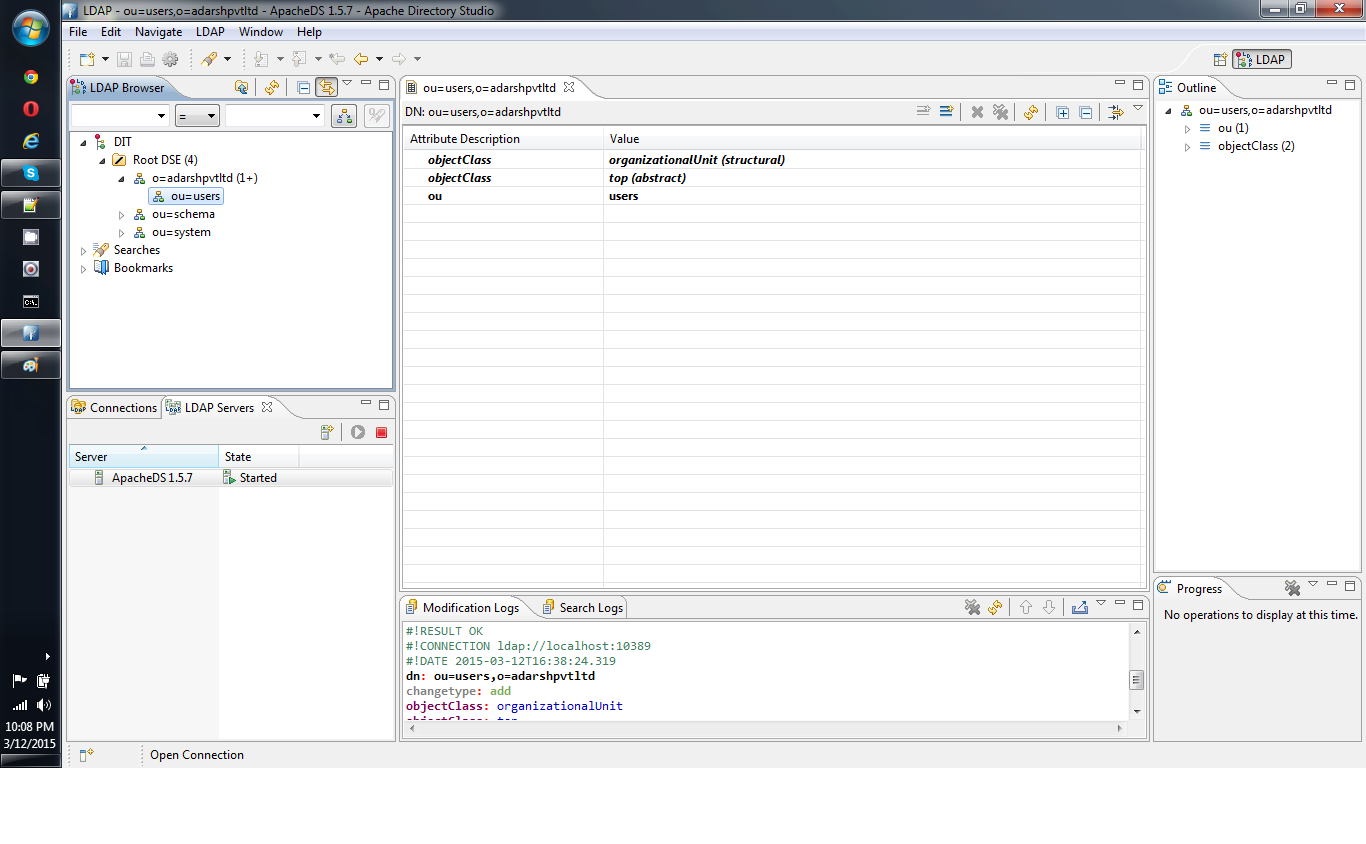 LDAP - ou=users,o=adarshpvtltd - ApacheDS 1.5.7 - Apache Directory Studio
File Edit Navigate LDAP Window Help
LDAP
LDAP Browser
=
DIT
Root DSE (4)
o=adarshpvtltd (1+)
ou=users
ou=schema
ou=system
Searches
Bookmarks
Connections LDAP Servers
Server State
ApacheDS 1.5.7 Started
ou=users,o=adarshpvtltd
DN: ou=users,o=adarshpvtltd
Attribute Description Value
objectClass organizationalUnit (structural)
objectClass top (abstract)
ou users
Modification Logs Search Logs
#!RESULT OK
#!CONNECTION ldap://localhost:10389
#!DATE 2015-03-12T16:38:24.319
dn: ou=users,o=adarshpvtltd
changetype: add
objectClass: organizationalUnit
objectClass: top
Outline
ou=users,o=adarshpvtltd
ou (1)
objectClass (2)
Progress
No operations to display at this time.
10:08 PM
3/12/2015
Open Connection